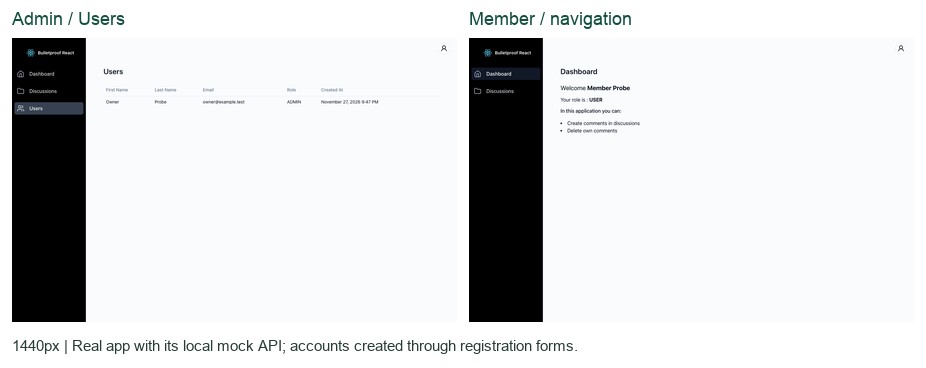 Admin / Users
Bulletproof React
Dashboard
Discussions
Users
Users
First Name Last Name Email Role Created At
Owner Probe owner@example.test ADMIN November 27, 2026 9:47 PM
Member / navigation
Bulletproof React
Dashboard
Discussions
Dashboard
Welcome Member Probe
Your role is : USER
In this application you can:
Create comments in discussions
Delete own comments
1440px | Real app with its local mock API; accounts created through registration forms.